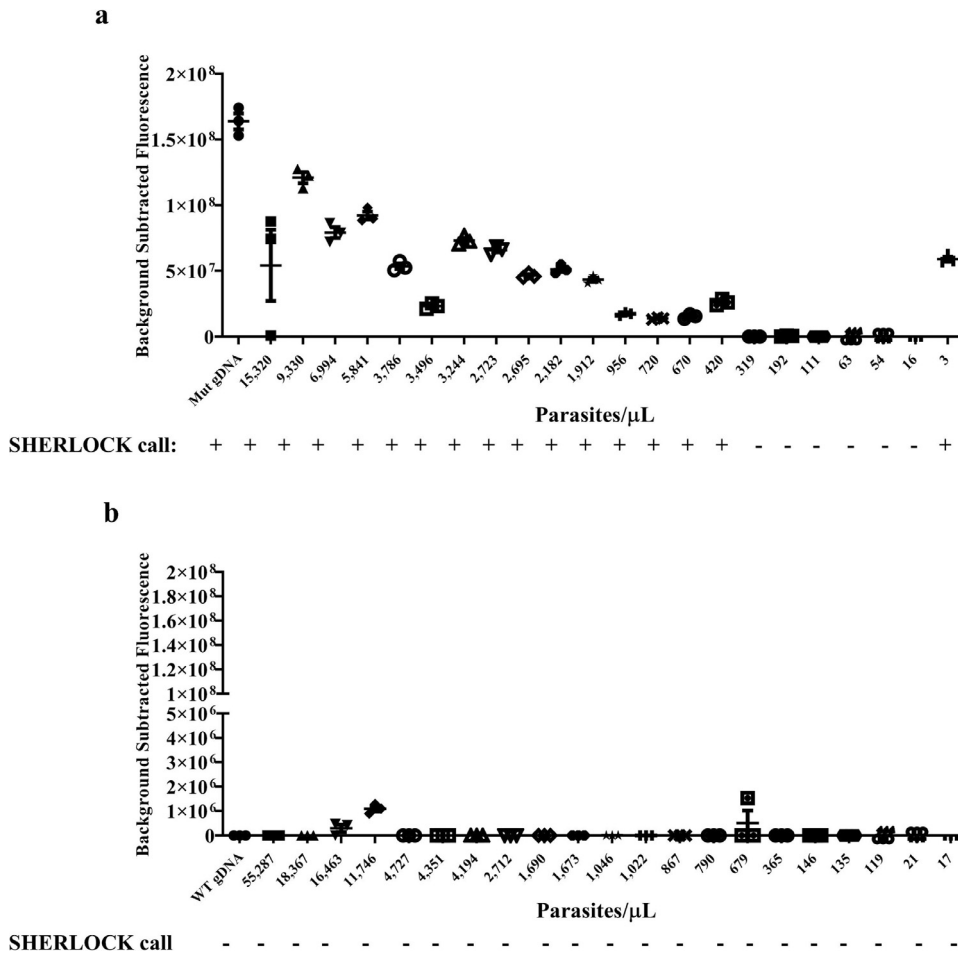 a
Background Subtracted Fluorescence
2×10⁸
1.5×10⁸
1×10⁸
5×10⁷
0
Mut gDNA 15,320 9,330 6,994 5,841 3,786 3,496 3,244 2,723 2,695 2,182 1,912 956 720 670 420 319 192 111 63 54 16 3
Parasites/μL
SHERLOCK call: + + + + + + + + + + + + + + + + - - - - - - +
b
Background Subtracted Fluorescence
2×10⁸
1.8×10⁸
1.6×10⁸
1.4×10⁸
1.2×10⁸
1×10⁸
5×10⁶
4×10⁶
3×10⁶
2×10⁶
1×10⁶
0
WT gDNA 55,287 18,367 16,463 11,746 4,727 4,351 4,194 2,712 1,690 1,673 1,046 1,022 867 790 679 365 146 135 119 21 17
Parasites/μL
SHERLOCK call - - - - - - - - - - - - - - - - - - - - - -